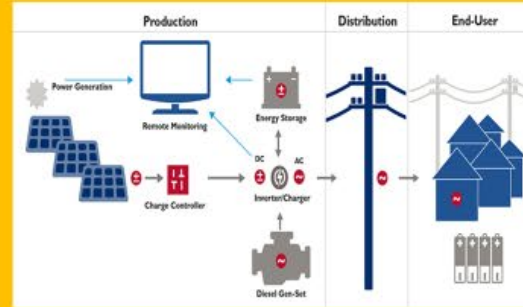 Production
Distribution
End-User
Power Generation
Remote Monitoring
Energy Storage
DC
AC
Charge Controller
Inverter/Charger
Diesel Gen-Set